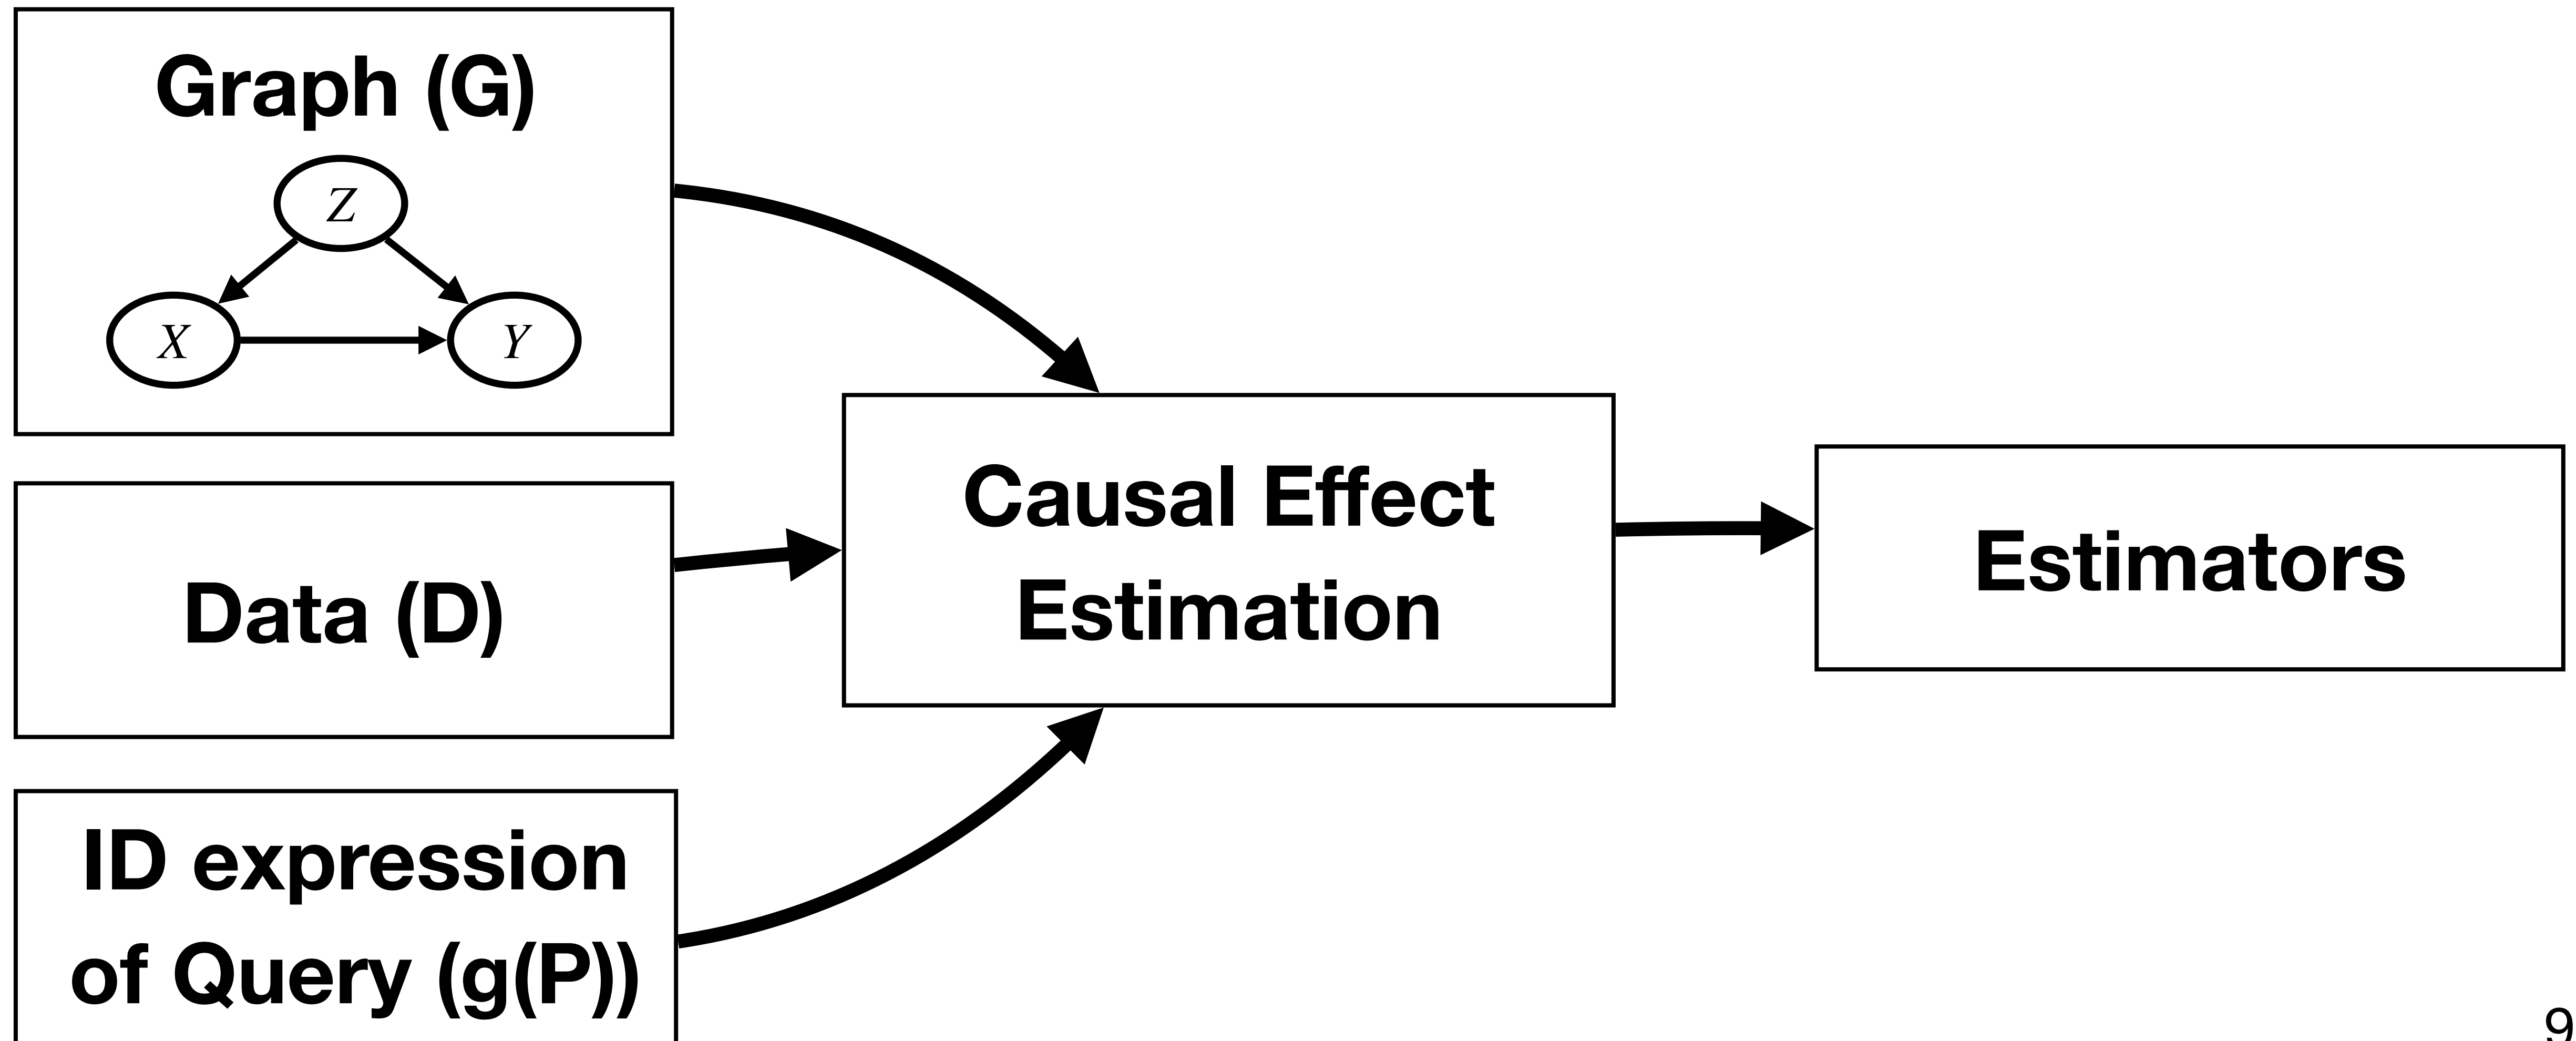 Graph (G)
Z
X
Y
Data (D)
ID expression
of Query (g(P))
Causal Effect
Estimation
Estimators
9